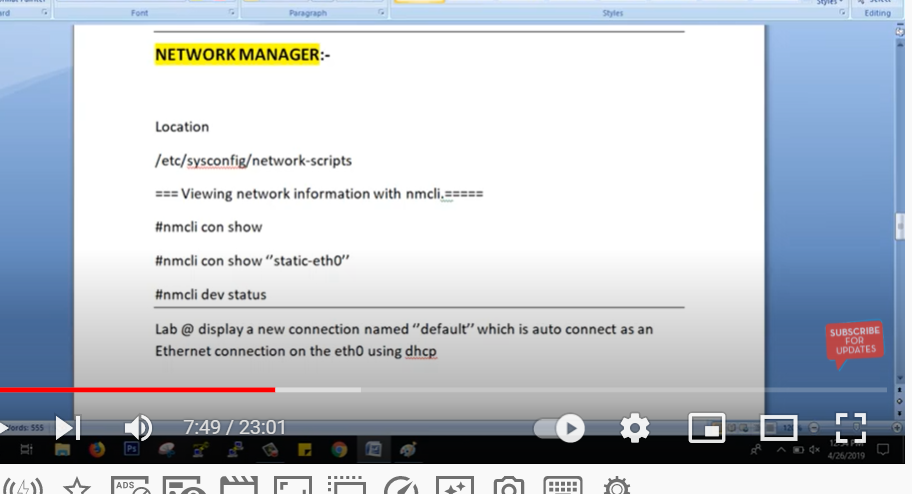 Font
Paragraph
Styles
Styles
Editing
NETWORK MANAGER:-
Location
/etc/sysconfig/network-scripts
=== Viewing network information with nmcli.=====
#nmcli con show
#nmcli con show ‘‘static-eth0’’
#nmcli dev status
Lab @ display a new connection named ‘‘default’’ which is auto connect as an
Ethernet connection on the eth0 using dhcp
SUBSCRIBE
FOR
UPDATES
7:49 / 23:01
Words: 555
Ps
4/26/2019
ADS